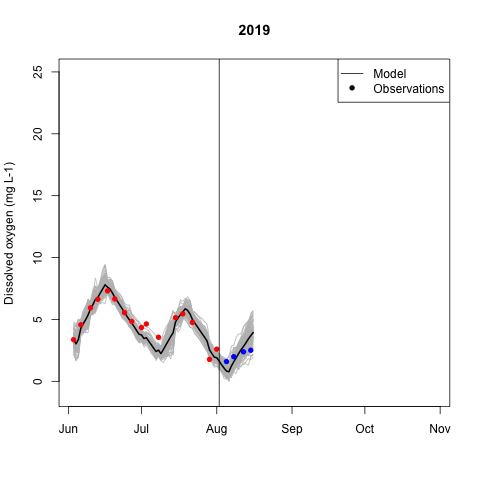 2019
Model
Observations
Dissolved oxygen (mg L-1)
25
20
15
10
5
0
Jun Jul Aug Sep Oct Nov